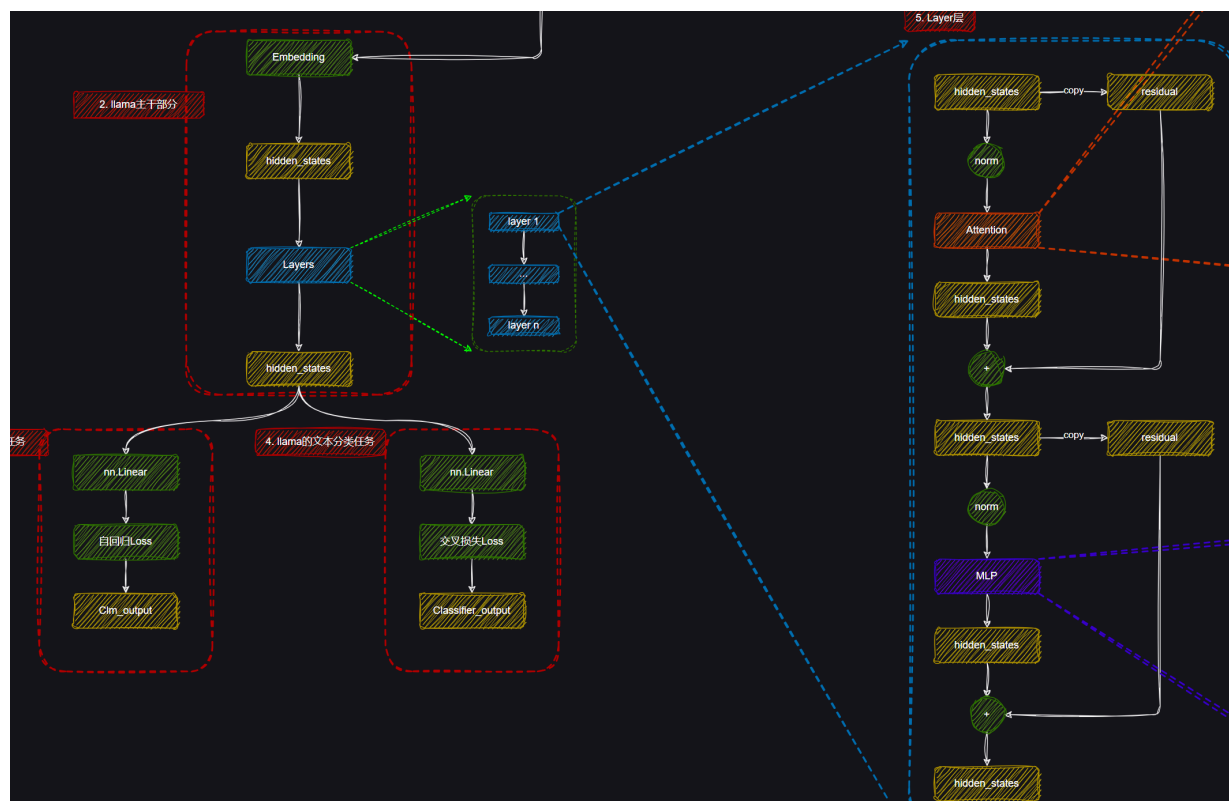 Embedding
2. llama主干部分
hidden_states
Layers
hidden_states
layer 1
...
layer n
任务
nn.Linear
自回归Loss
Clm_output
4. llama的文本分类任务
nn.Linear
交叉损失Loss
Classifier_output
5. Layer层
hidden_states
copy
residual
norm
Attention
hidden_states
+
hidden_states
copy
residual
norm
MLP
hidden_states
+
hidden_states